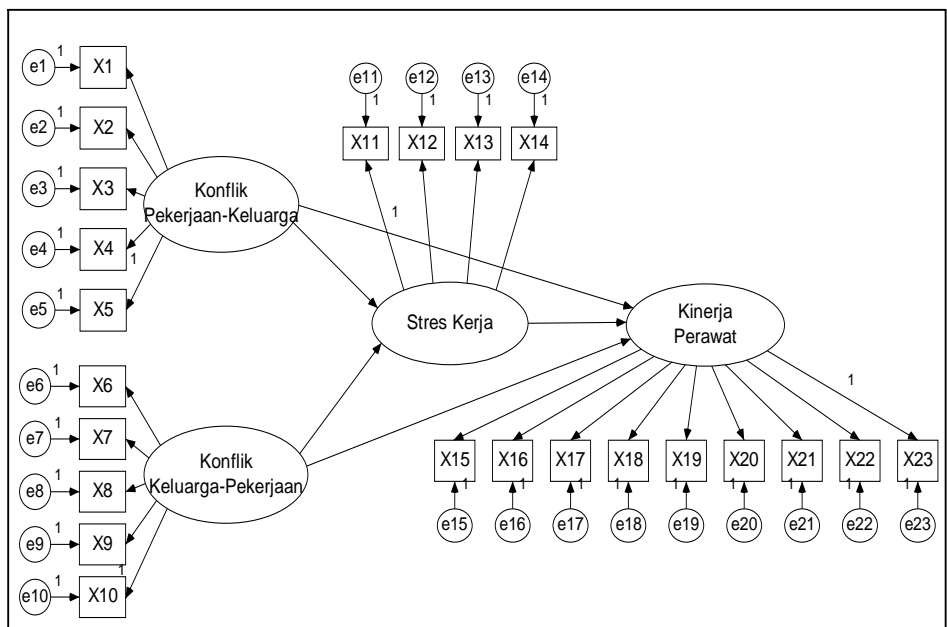 1
e1 X1
1
e2 X2
1
e3 X3
1
e4 X4
1
1
e5 X5
Konflik
Pekerjaan-Keluarga
e11 e12 e13 e14
1 1 1 1
X11 X12 X13 X14
1
Stres Kerja
Kinerja
Perawat
1
e6 X6
1
e7 X7
1
e8 X8
1
e9 X9
1
1
e10 X10
Konflik
Keluarga-Pekerjaan
1
X15 X16 X17 X18 X19 X20 X21 X22 X23
1 1 1 1 1 1 1 1 1
e15 e16 e17 e18 e19 e20 e21 e22 e23